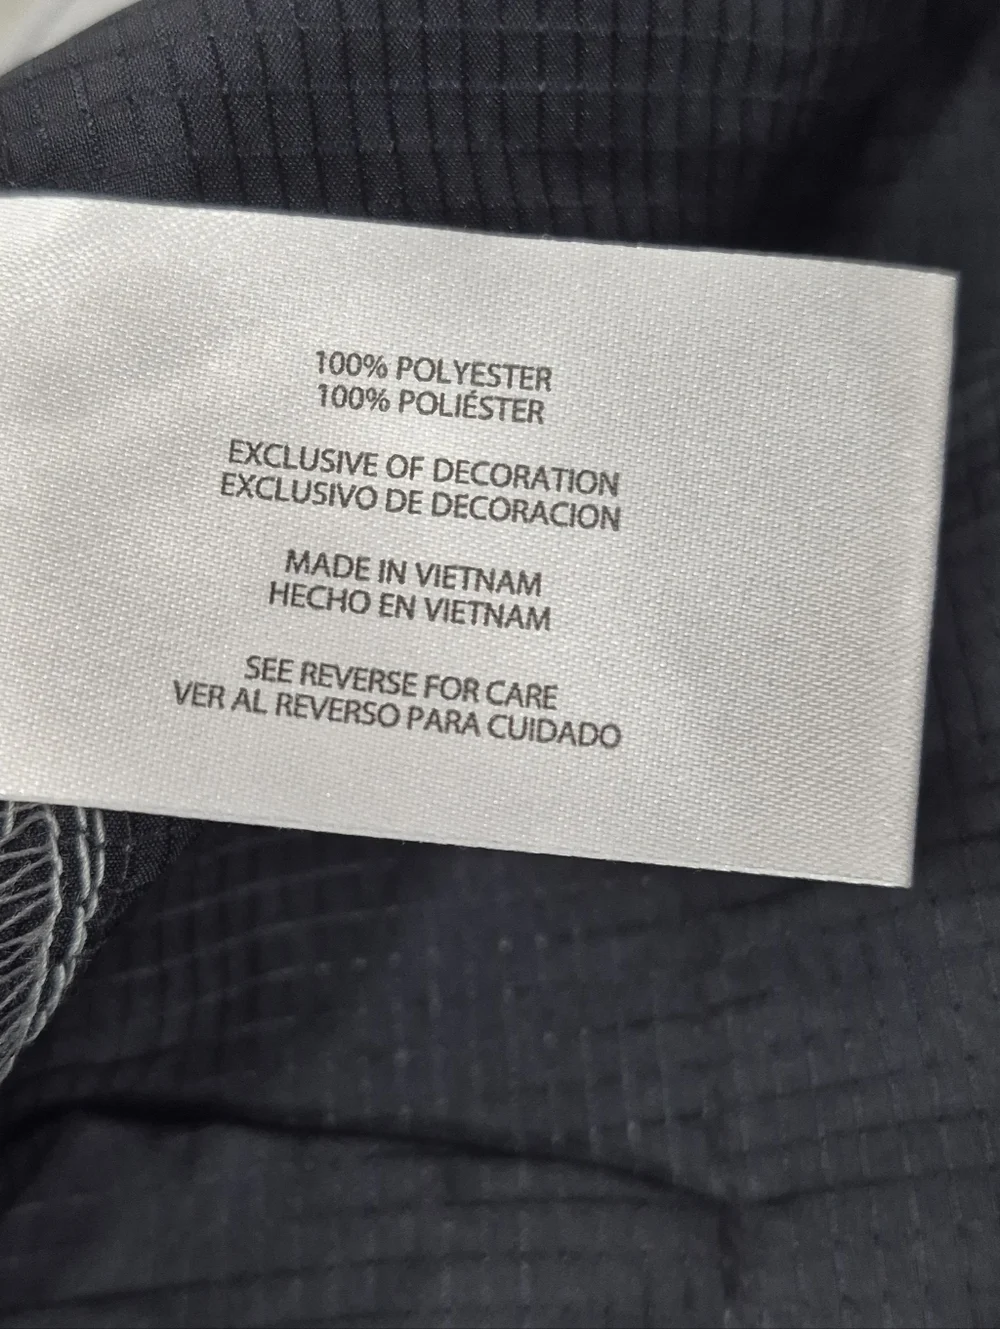 100% POLYESTER
100% POLIÉSTER
EXCLUSIVE OF DECORATION
EXCLUSIVO DE DECORACION
MADE IN VIETNAM
HECHO EN VIETNAM
SEE REVERSE FOR CARE
VER AL REVERSO PARA CUIDADO